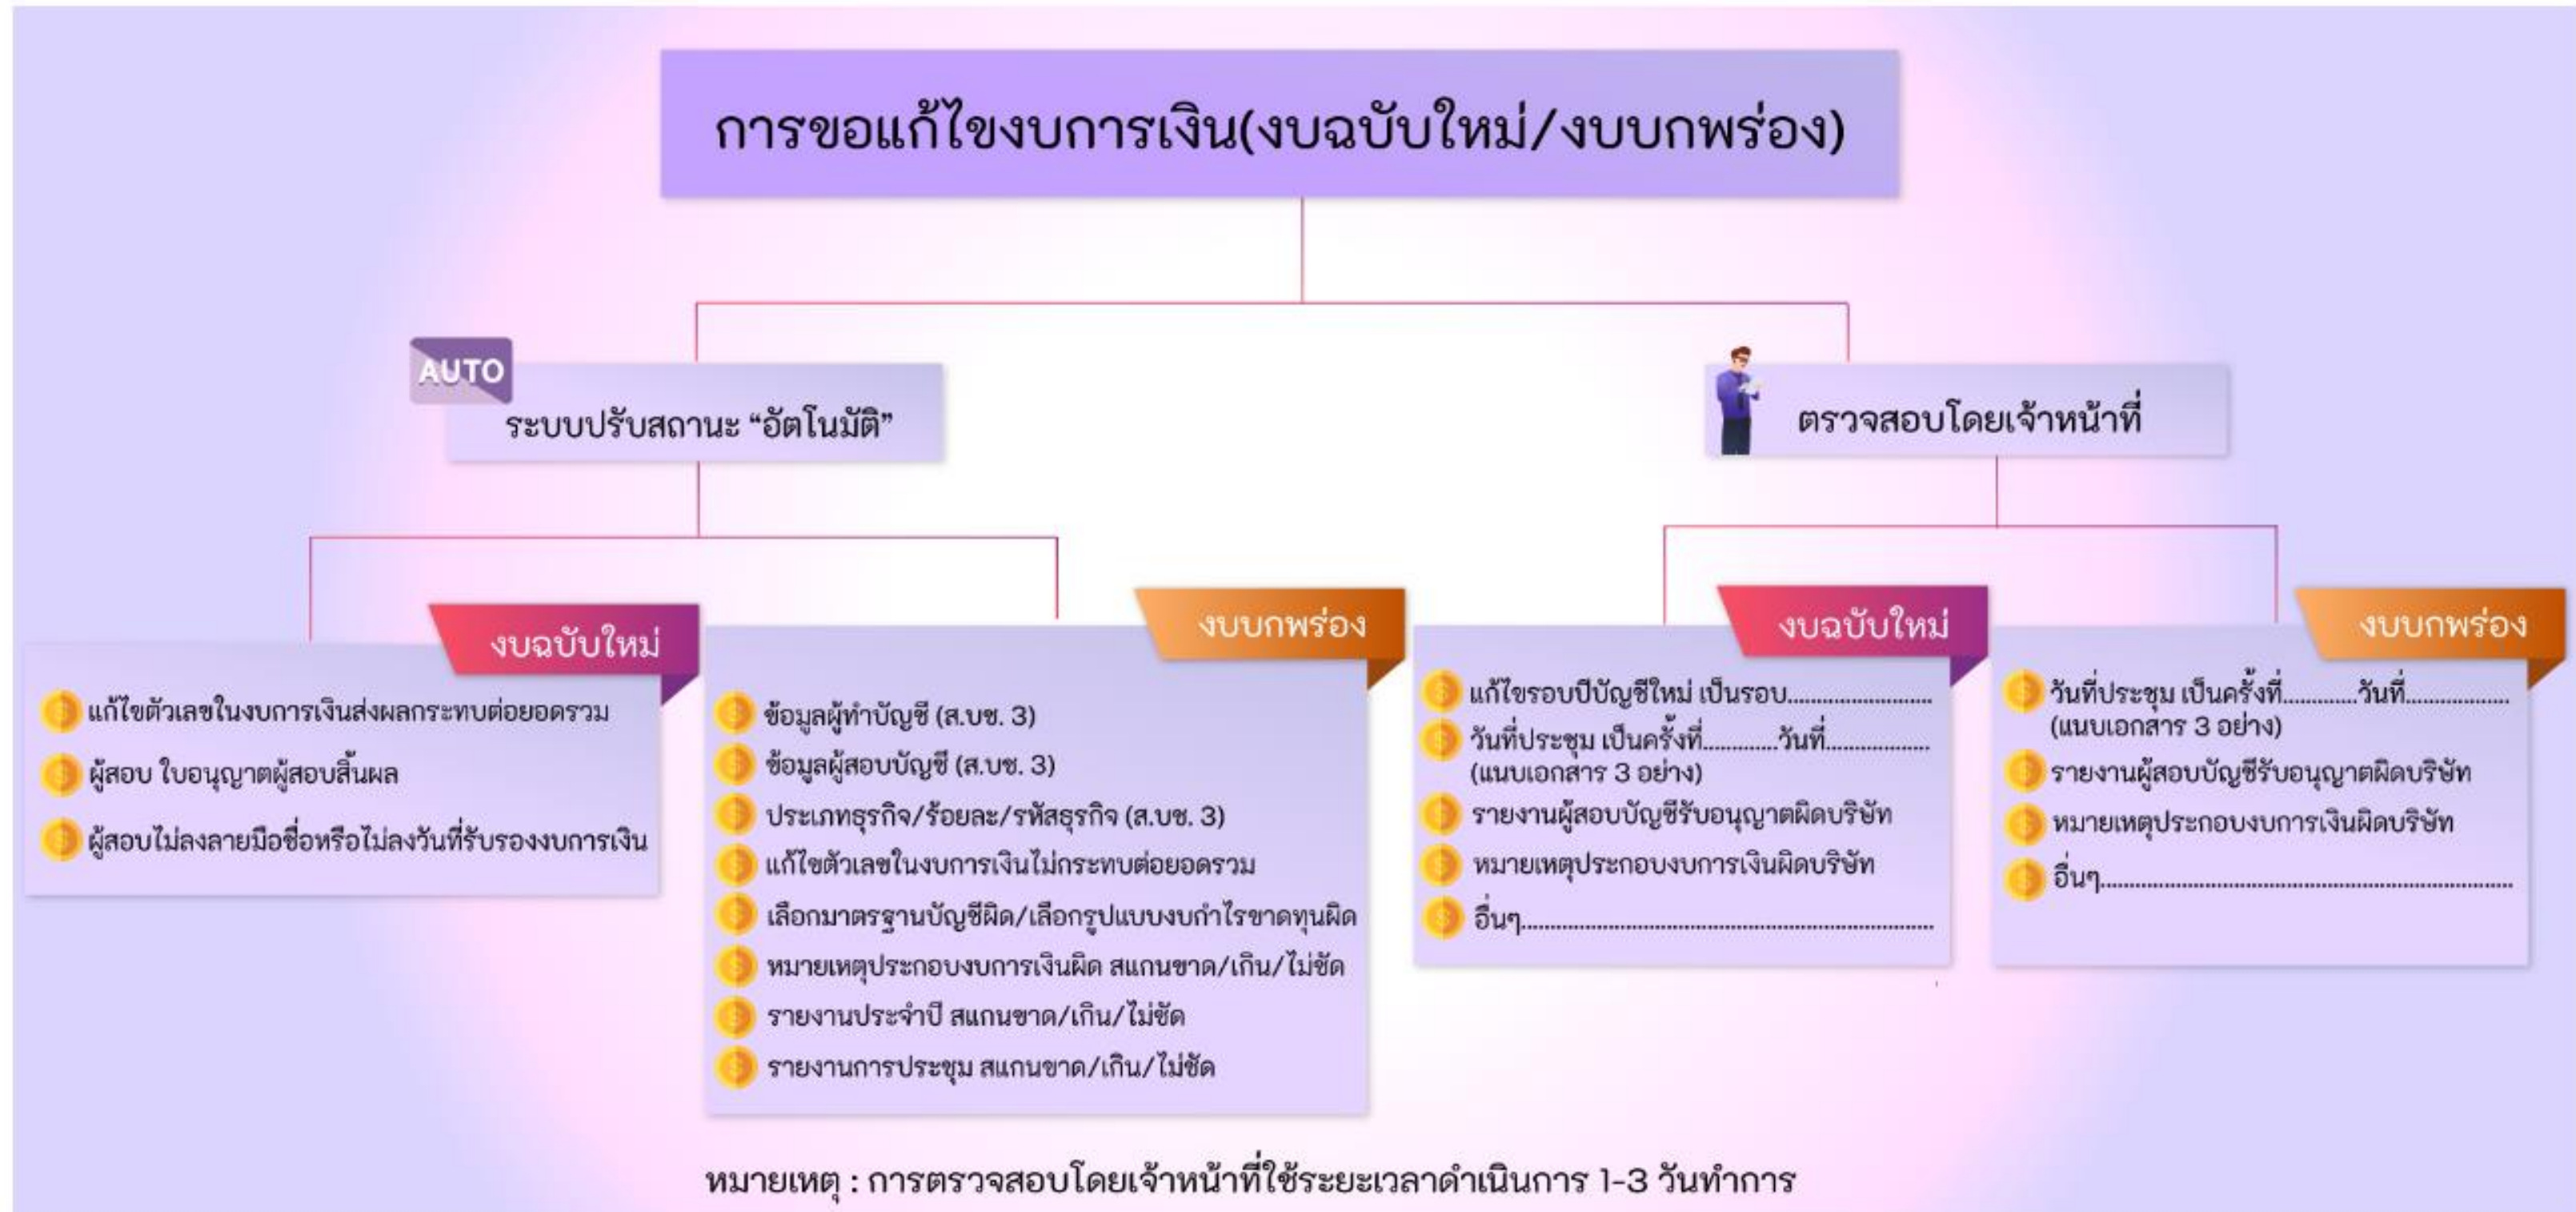 การขอแก้ไขงบการเงิน(งบฉบับใหม่/งบบกพร่อง)
AUTO
ระบบปรับสถานะ “อัตโนมัติ”
ตรวจสอบโดยเจ้าหน้าที่
งบฉบับใหม่
แก้ไขตัวเลขในงบการเงินส่งผลกระทบต่อยอดรวม
ผู้สอบ ใบอนุญาตผู้สอบสิ้นผล
ผู้สอบไม่ลงลายมือชื่อหรือไม่ลงวันที่รับรองงบการเงิน
งบบกพร่อง
ข้อมูลผู้ทำบัญชี (ส.บช. 3)
ข้อมูลผู้สอบบัญชี (ส.บช. 3)
ประเภทธุรกิจ/ร้อยละ/รหัสธุรกิจ (ส.บช. 3)
แก้ไขตัวเลขในงบการเงินไม่กระทบต่อยอดรวม
เลือกมาตรฐานบัญชีผิด/เลือกรูปแบบงบกำไรขาดทุนผิด
หมายเหตุประกอบงบการเงินผิด สแกนขาด/เกิน/ไม่ชัด
รายงานประจำปี สแกนขาด/เกิน/ไม่ชัด
รายงานการประชุม สแกนขาด/เกิน/ไม่ชัด
งบฉบับใหม่
แก้ไขรอบปีบัญชีใหม่ เป็นรอบ.........................
วันที่ประชุม เป็นครั้งที่.............วันที่..................
(แนบเอกสาร 3 อย่าง)
รายงานผู้สอบบัญชีรับอนุญาตผิดบริษัท
หมายเหตุประกอบงบการเงินผิดบริษัท
อื่นๆ.......................................................................
งบบกพร่อง
วันที่ประชุม เป็นครั้งที่.............วันที่..................
(แนบเอกสาร 3 อย่าง)
รายงานผู้สอบบัญชีรับอนุญาตผิดบริษัท
หมายเหตุประกอบงบการเงินผิดบริษัท
อื่นๆ.......................................................................
หมายเหตุ : การตรวจสอบโดยเจ้าหน้าที่ใช้ระยะเวลาดำเนินการ 1-3 วันทำการ